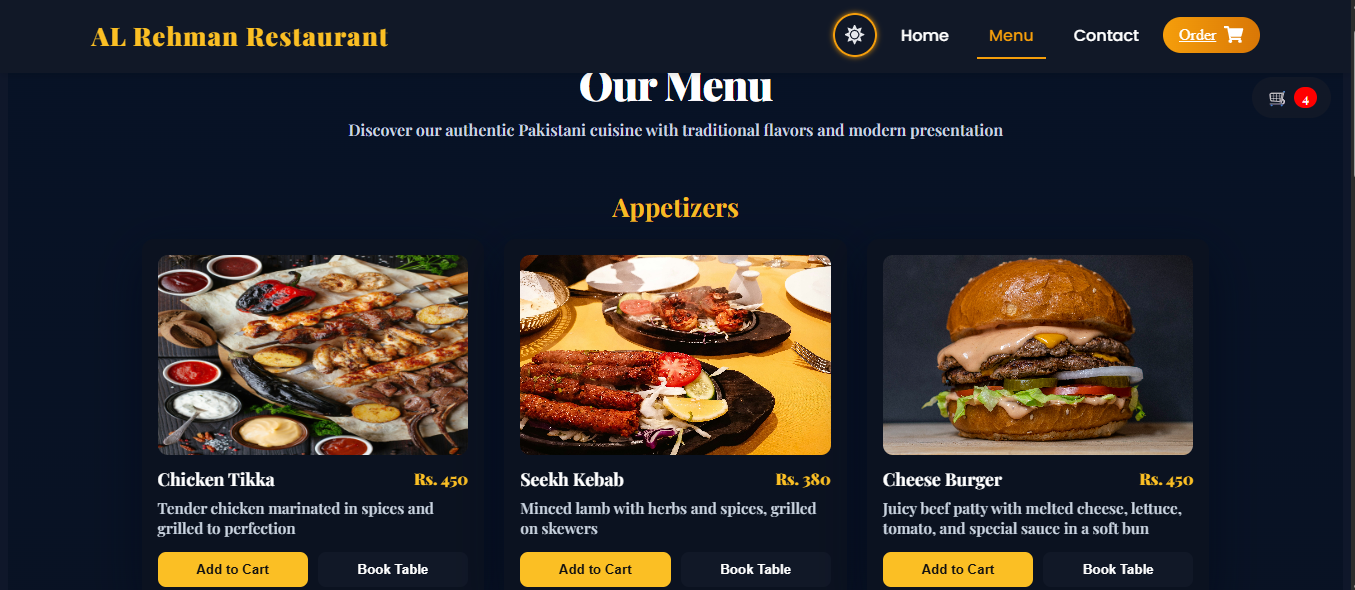 AL Rehman Restaurant
Home
Menu
Contact
Order
Our Menu
4
Discover our authentic Pakistani cuisine with traditional flavors and modern presentation
Appetizers
Chicken Tikka
Rs. 450
Tender chicken marinated in spices and
grilled to perfection
Add to Cart
Book Table
Seekh Kebab
Rs. 380
Minced lamb with herbs and spices, grilled
on skewers
Add to Cart
Book Table
Cheese Burger
Rs. 450
Juicy beef patty with melted cheese, lettuce,
tomato, and special sauce in a soft bun
Add to Cart
Book Table